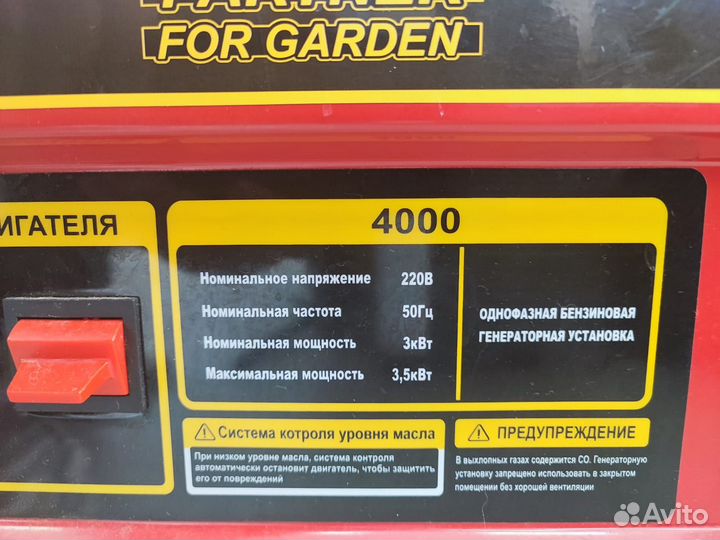 PARTNER
FOR GARDEN
ИГАТЕЛЯ
4000
Номинальное напряжение 220В
Номинальная частота 50Гц
Номинальная мощность 3кВт
Максимальная мощность 3,5кВт
ОДНОФАЗНАЯ БЕНЗИНОВАЯ
ГЕНЕРАТОРНАЯ УСТАНОВКА
Система котроля уровня масла
При низком уровне масла, система контроля
автоматически остановит двигатель, чтобы защитить
его от повреждений
ПРЕДУПРЕЖДЕНИЕ
В выхлопных газах содержится СО. Генераторную
установку запрещено использовать в закрытом
помещении без хорошей вентиляции
Avito